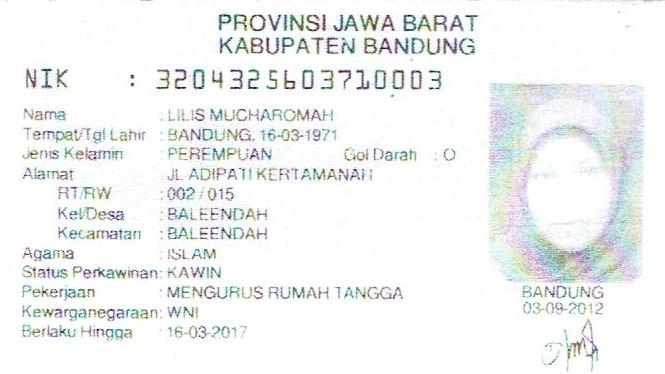 PROVINSI JAWA BARAT
KABUPATEN BANDUNG
NIK : 3204325603710003
Nama : LILIS MUCHAROMAH
Tempat/Tgl Lahir : BANDUNG, 16-03-1971
Jenis Kelamin : PEREMPUAN Gol Darah : O
Alamat : JL ADIPATI KERTAMANAH
RT/RW : 002 / 015
Kel/Desa : BALEENDAH
Kecamatan : BALEENDAH
Agama : ISLAM
Status Perkawinan: KAWIN
Pekerjaan : MENGURUS RUMAH TANGGA
Kewarganegaraan: WNI
Berlaku Hingga : 16-03-2017
BANDUNG
03-09-2012